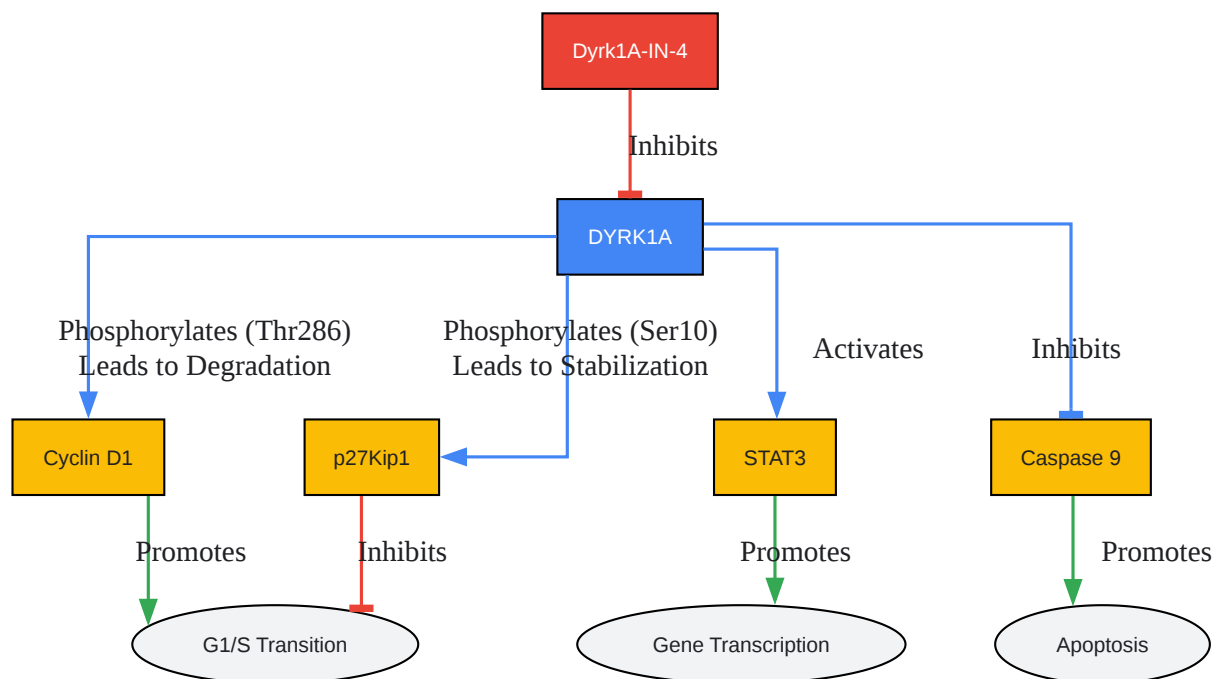 Dyrk1A-IN-4
Inhibits
DYRK1A
Phosphorylates (Thr286)
Leads to Degradation
Phosphorylates (Ser10)
Leads to Stabilization
Activates
Inhibits
Cyclin D1
p27Kip1
STAT3
Caspase 9
Promotes
Inhibits
Promotes
Promotes
G1/S Transition
Gene Transcription
Apoptosis